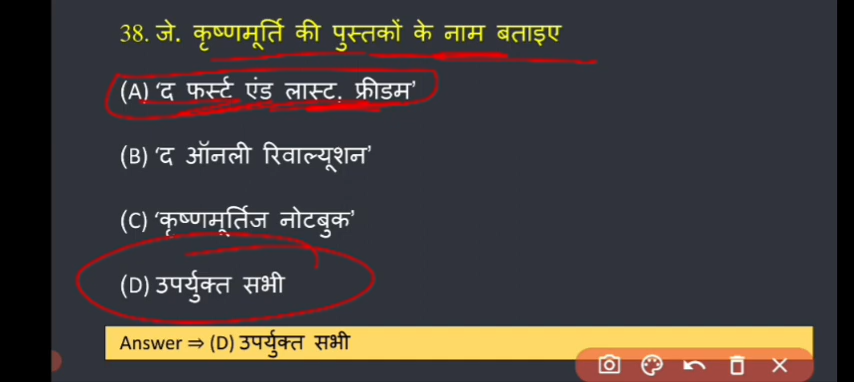 38. जे. कृष्णमूर्ति की पुस्तकों के नाम बताइए
(A) ‘द फर्स्ट एंड लास्ट. फ्रीडम’
(B) ‘द ऑनली रिवाल्यूशन’
(C) ‘कृष्णमूर्तिज नोटबुक’
(D) उपर्युक्त सभी
Answer ⇒ (D) उपर्युक्त सभी